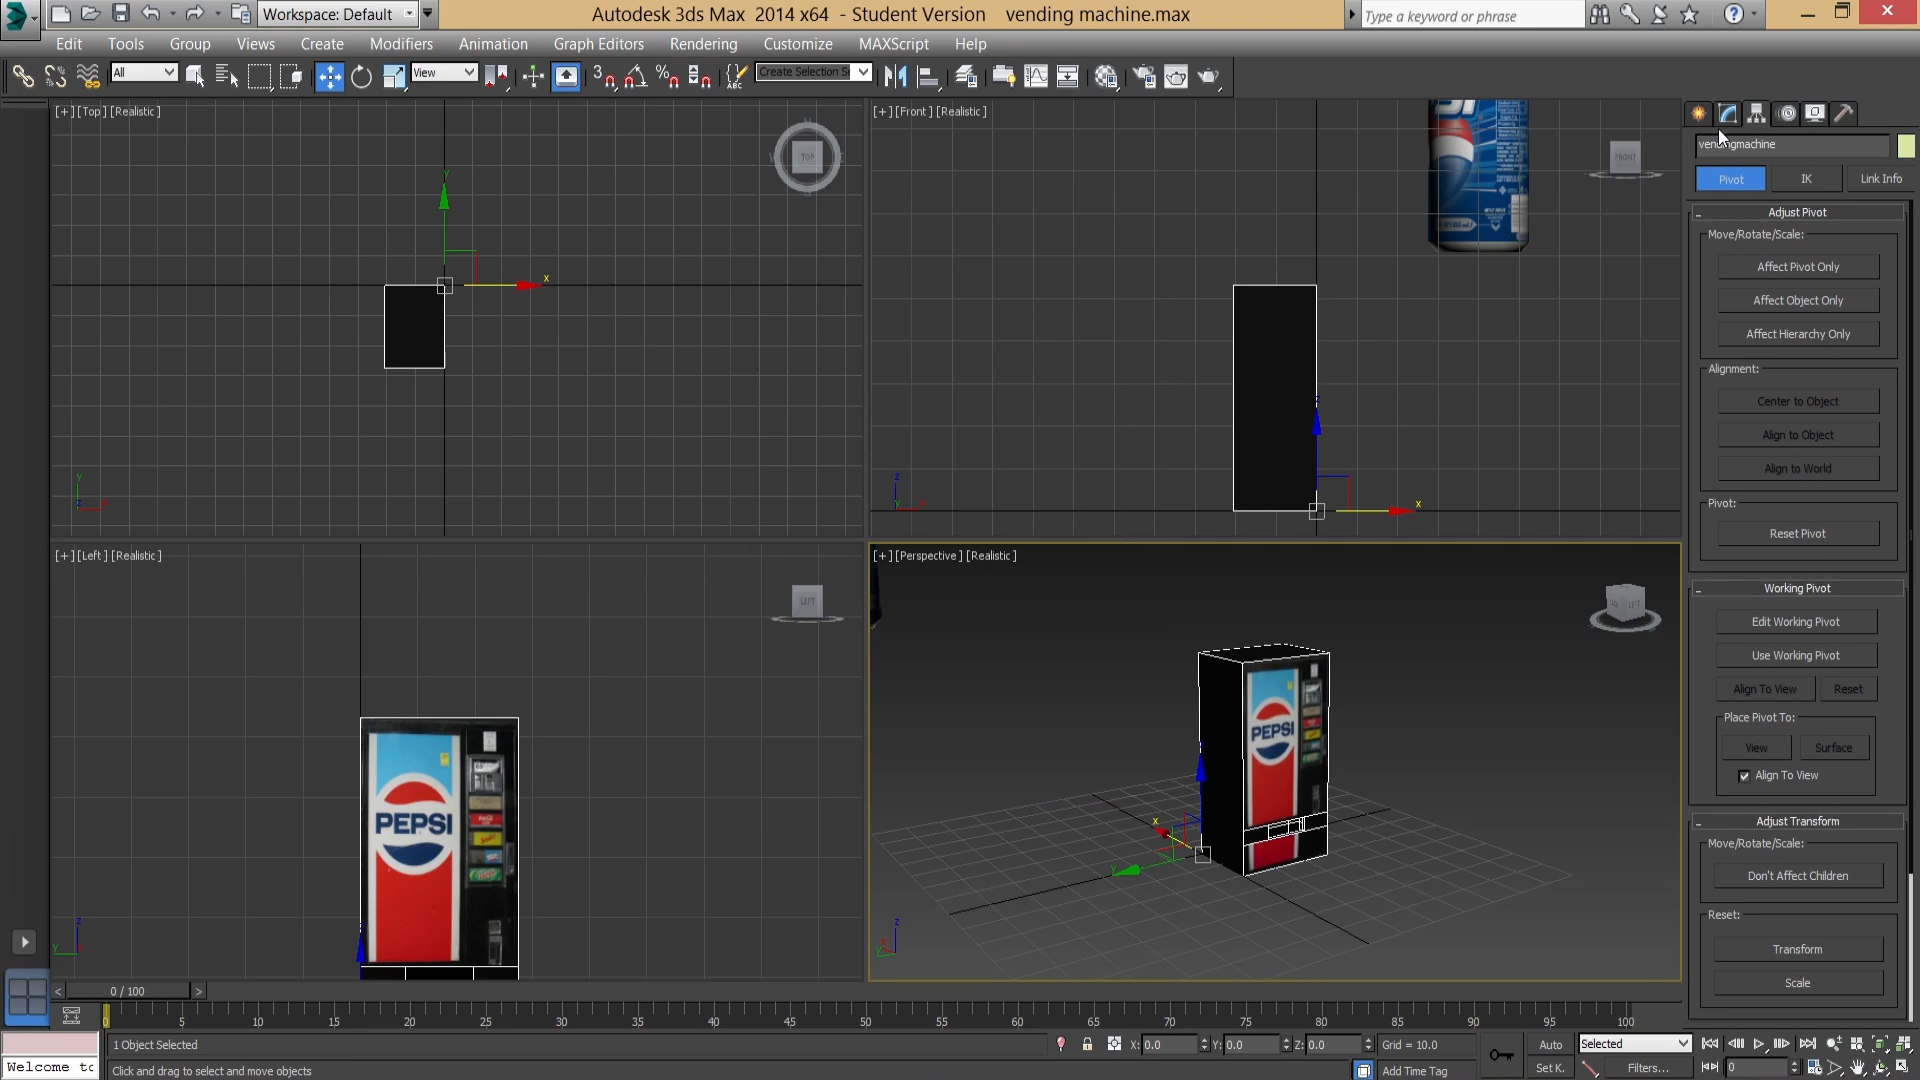 Workspace: Default
Autodesk 3ds Max 2014 x64 - Student Version vending machine.max
Type a keyword or phrase
Edit Tools Group Views Create Modifiers Animation Graph Editors Rendering Customize MAXScript Help
All
View
3
ABC
Create Selection Se
[+] [Top] [Realistic]
TOP
y
x
[+] [Front] [Realistic]
FRONT
z
x
[+] [Left] [Realistic]
LEFT
PEPSI
[+] [Perspective] [Realistic]
LEFT
PEPSI
x
y
z
vendingmachine
Pivot IK Link Info
Adjust Pivot
Move/Rotate/Scale:
Affect Pivot Only
Affect Object Only
Affect Hierarchy Only
Alignment:
Center to Object
Align to Object
Align to World
Pivot:
Reset Pivot
Working Pivot
Edit Working Pivot
Use Working Pivot
Align To View Reset
Place Pivot To:
View Surface
Align To View
Adjust Transform
Move/Rotate/Scale:
Don't Affect Children
Reset:
Transform
Scale
< 0 / 100 >
0 5 10 15 20 25 30 35 40 45 50 55 60 65 70 75 80 85 90 95 100
1 Object Selected
X: 0.0 Y: 0.0 Z: 0.0 Grid = 10.0
Auto Selected
Welcome to
Click and drag to select and move objects
Add Time Tag
Set K. Filters... 0